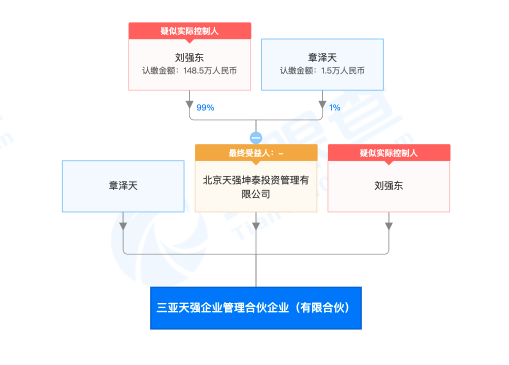 疑似实际控制人
刘强东
认缴金额：148.5万人民币
章泽天
认缴金额：1.5万人民币
99%
1%
章泽天
最终受益人：--
北京天强坤泰投资管理有
限公司
疑似实际控制人
刘强东
三亚天强企业管理合伙企业（有限合伙）